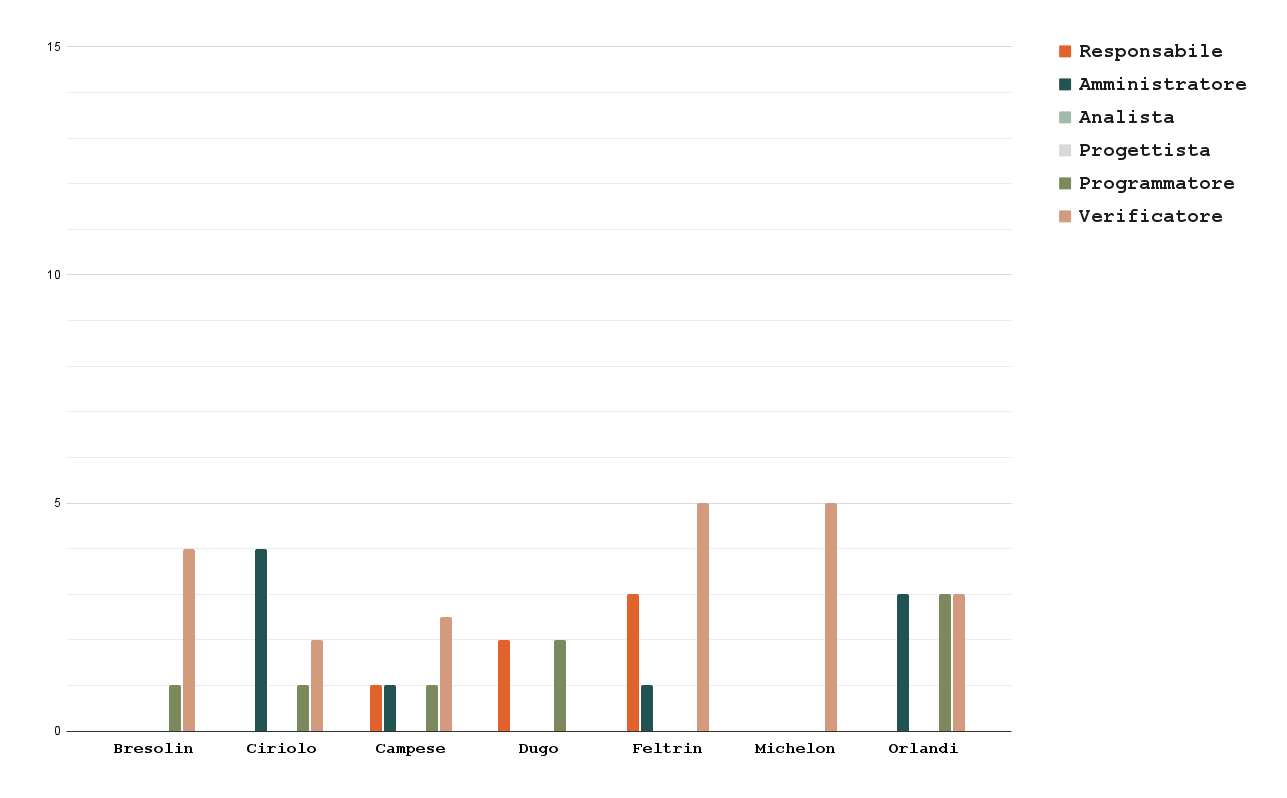 15
10
5
0
Bresolin Ciriolo Campese Dugo Feltrin Michelon Orlandi
Responsabile
Amministratore
Analista
Progettista
Programmatore
Verificatore